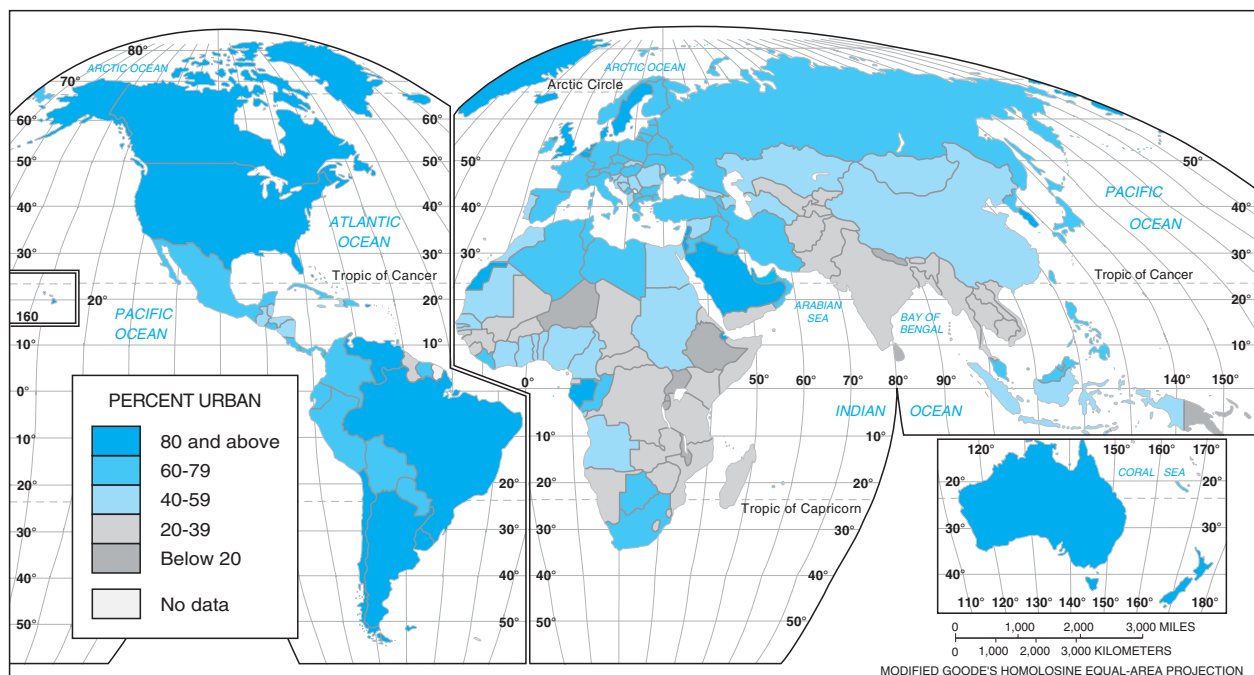 80°
ARCTIC OCEAN
70°
60°
50°
40°
30°
20°
160
PACIFIC
OCEAN
10°
0°
10°
20°
30°
40°
50°
60°
50°
40°
ATLANTIC
OCEAN
30°
Tropic of Cancer
20°
10°
0°
10°
20°
30°
40°
50°
ARCTIC OCEAN
Arctic Circle
50°
40°
30°
20°
10°
PACIFIC
OCEAN
Tropic of Cancer
ARABIAN
SEA
BAY OF
BENGAL
50°
60°
70°
80°
90°
140°
150°
INDIAN
OCEAN
10°
20°
Tropic of Capricorn
30°
40°
50°
10°
20°
30°
40°
50°
PERCENT URBAN
80 and above
60-79
40-59
20-39
Below 20
No data
120°
150°
160°
170°
CORAL SEA
20°
30°
40°
20°
30°
40°
110°
120°
130°
140°
150°
160°
180°
0 1,000 2,000 3,000 MILES
0 1,000 2,000 3,000 KILOMETERS
MODIFIED GOODE'S HOMOLOSINE EQUAL-AREA PROJECTION